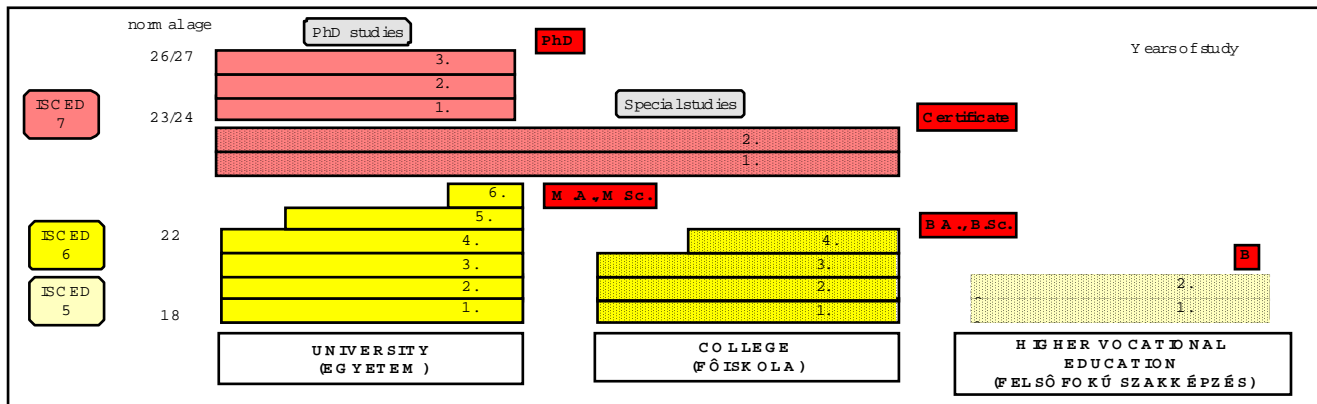 normal age
PhD studies
PhD
26/27
3.
Years of study
2.
ISCED
7
1.
Special studies
23/24
Certificate
2.
1.
6.
M.A., M.Sc.
5.
ISCED
6
22
4.
4.
B.A., B.Sc.
3.
3.
B
ISCED
5
2.
2.
2.
18
1.
1.
1.
UNIVERSITY
(EGYETEM)
COLLEGE
(FÔISKOLA)
HIGHER VOCATIONAL
EDUCATION
(FELSÔFOKÚ SZAKKÉPZÉS)